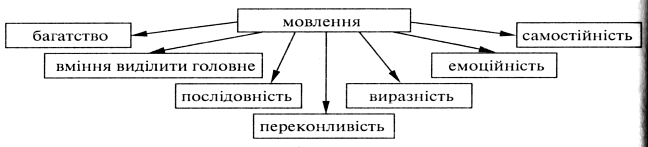 мовлення
багатство
самостійність
вміння виділити головне
емоційність
послідовність
виразність
переконливість